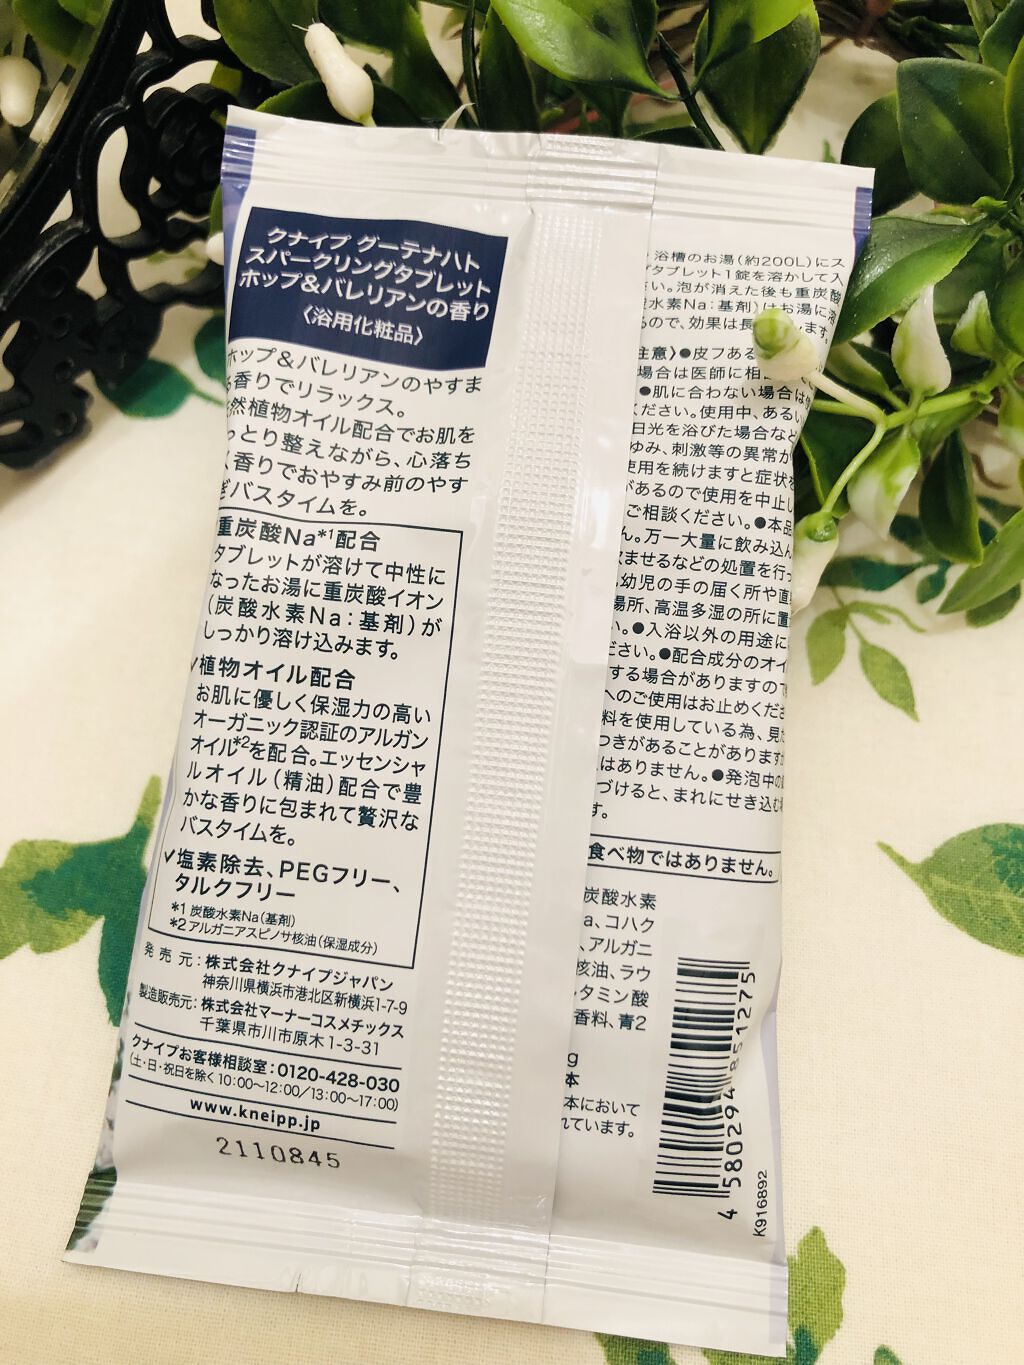 クナイプ グーテナハト
スパークリングタブレット
ホップ&バレリアンの香り
〈浴用化粧品〉
ホップ&バレリアンのやすま
る香りでリラックス。
然植物オイル配合でお肌を
っとり整えながら、心落ち
く香りでおやすみ前のやす
ぎバスタイムを。
重炭酸Na*1配合
タブレットが溶けて中性に
なったお湯に重炭酸イオン
(炭酸水素Na:基剤)が
しっかり溶け込みます。
✓植物オイル配合
お肌に優しく保湿力の高い
オーガニック認証のアルガン
オイル*2を配合。エッセンシャ
ルオイル(精油)配合で豊
かな香りに包まれて贅沢な
バスタイムを。
✓塩素除去、PEGフリー、
タルクフリー
*1 炭酸水素Na(基剤)
*2 アルガニアスピノサ核油(保湿成分)
発売元:株式会社クナイプジャパン
神奈川県横浜市港北区新横浜1-7-9
製造販売元:株式会社マーナーコスメチックス
千葉県市川市原木1-3-31
クナイプお客様相談室:0120-428-030
(土・日・祝日を除く10:00~12:00/13:00~17:00)
www.kneipp.jp
2110845
浴槽のお湯(約200L)にス
タブレット1錠を溶かして入
い。泡が消えた後も重炭酸
水素Na:基剤)はお湯に溶
ので、効果は長 します。
注意〉●皮フある
場合は医師に相
●肌に合わない場合は
ください。使用中、あるい
日光を浴びた場合など
ゆみ、刺激等の異常が
使用を続けますと症状を
があるので使用を中止し
ご相談ください。●本品
ん。万一大量に飲み込ん
ませるなどの処置を行っ
幼児の手の届く所や直
場所、高温多湿の所に置
い。●入浴以外の用途に
ださい。●配合成分のオイ
する場合がありますので
へのご使用はお止めくださ
料を使用している為、見た
つきがあることがあります
はありません。●発泡中の
づけると、まれにせき込む
す。
食べ物ではありません。
炭酸水素
a、コハク
、アルガニ
核油、ラウ
タミン酸
香料、青2
g
本
本において
れています。
4 580294 851275
K916892